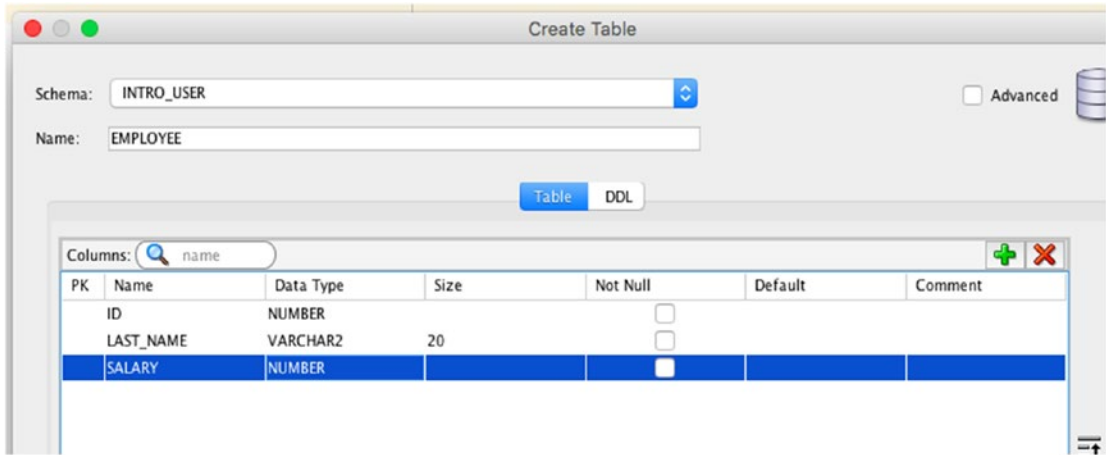 Create Table
Schema: INTRO_USER Advanced
Name: EMPLOYEE
Table DDL
Columns: name
PK Name Data Type Size Not Null Default Comment
ID NUMBER
LAST_NAME VARCHAR2 20
SALARY NUMBER